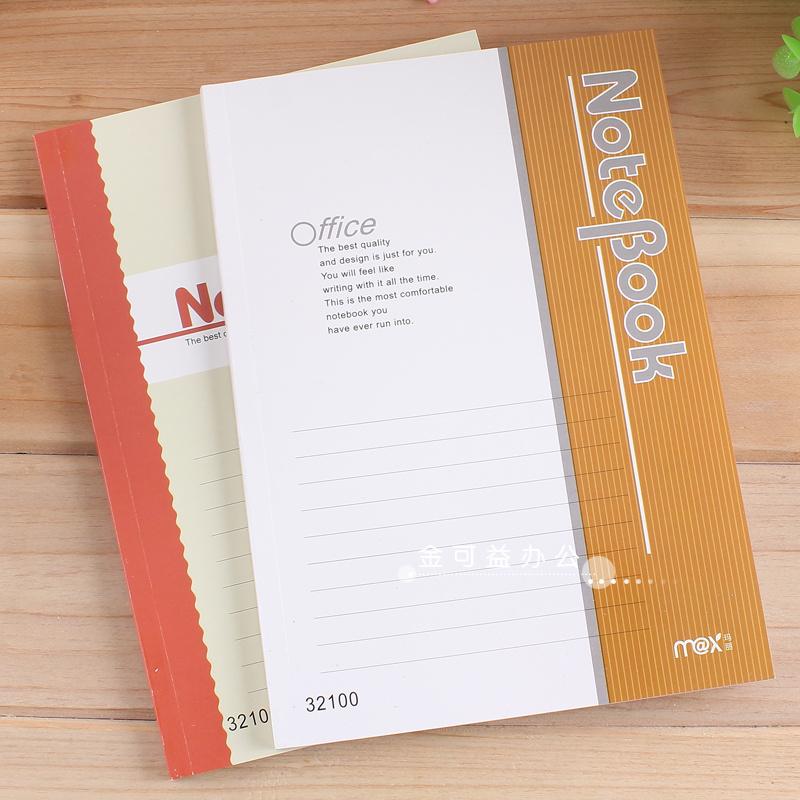 Office
The best quality
and design is just for you.
You will feel like
writing with it all the time.
This is the most comfortable
notebook you
have ever run into.
NoteBook
金可益办公
m@x 玛丽
32100
The best
3210